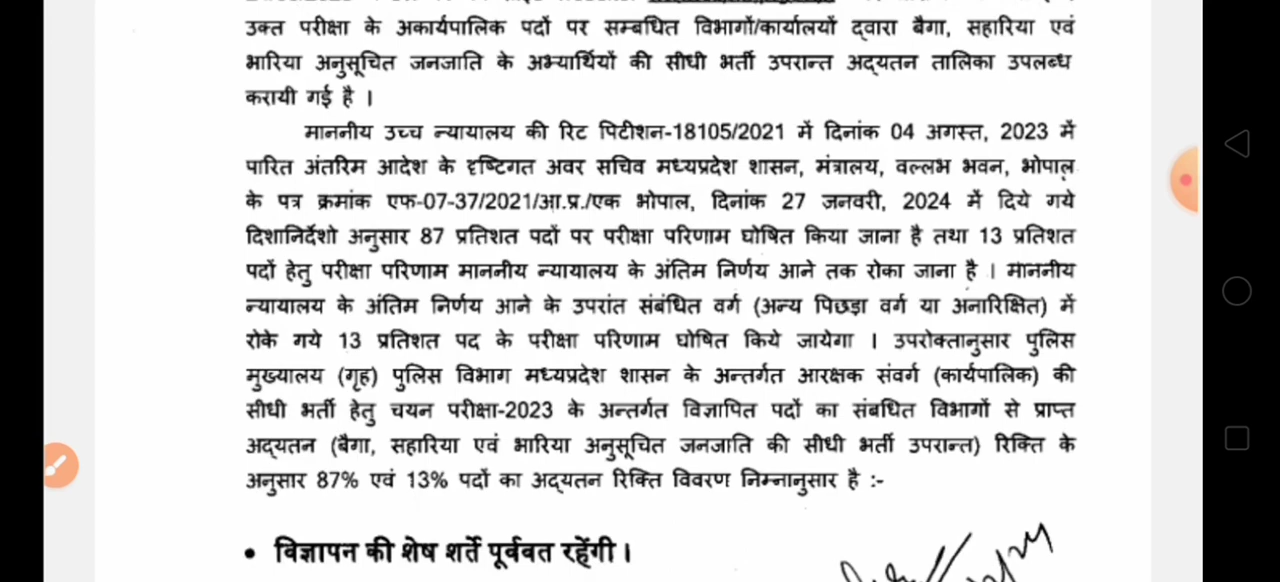 उक्त परीक्षा के अकार्यपालिक पदों पर सम्बधित विभागों/कार्यालयों द्वारा बैगा, सहारिया एवं
भारिया अनुसूचित जनजाति के अभ्यार्थियों की सीधी भर्ती उपरान्त अद्यतन तालिका उपलब्ध
करायी गई है ।
माननीय उच्च न्यायालय की रिट पिटीशन-18105/2021 में दिनांक 04 अगस्त, 2023 में
पारित अंतरिम आदेश के दृष्टिगत अवर सचिव मध्यप्रदेश शासन, मंत्रालय, वल्लभ भवन, भोपाल
के पत्र क्रमांक एफ-07-37/2021/आ.प्र./एक भोपाल, दिनांक 27 जनवरी, 2024 में दिये गये
दिशानिर्देशो अनुसार 87 प्रतिशत पदों पर परीक्षा परिणाम घोषित किया जाना है तथा 13 प्रतिशत
पदों हेतु परीक्षा परिणाम माननीय न्यायालय के अंतिम निर्णय आने तक रोका जाना है । माननीय
न्यायालय के अंतिम निर्णय आने के उपरांत संबंधित वर्ग (अन्य पिछड़ा वर्ग या अनारिक्षित) में
रोके गये 13 प्रतिशत पद के परीक्षा परिणाम घोषित किये जायेगा । उपरोक्तानुसार पुलिस
मुख्यालय (गृह) पुलिस विभाग मध्यप्रदेश शासन के अन्तर्गत आरक्षक संवर्ग (कार्यपालिक) की
सीधी भर्ती हेतु चयन परीक्षा-2023 के अन्तर्गत विज्ञापित पदों का संबधित विभागों से प्राप्त
अद्यतन (बैगा, सहारिया एवं भारिया अनुसूचित जनजाति की सीधी भर्ती उपरान्त) रिक्ति के
अनुसार 87% एवं 13% पदों का अद्यतन रिक्ति विवरण निम्नानुसार है :-
• विज्ञापन की शेष शर्ते पूर्ववत रहेंगी ।